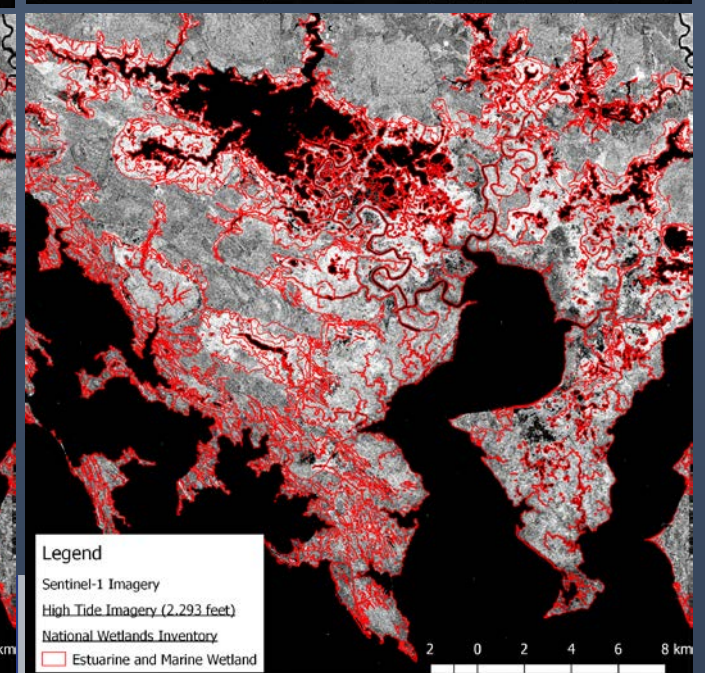 Legend
Sentinel-1 Imagery
High Tide Imagery (2.293 feet)
National Wetlands Inventory
Estuarine and Marine Wetland
km
2 0 2 4 6 8 km